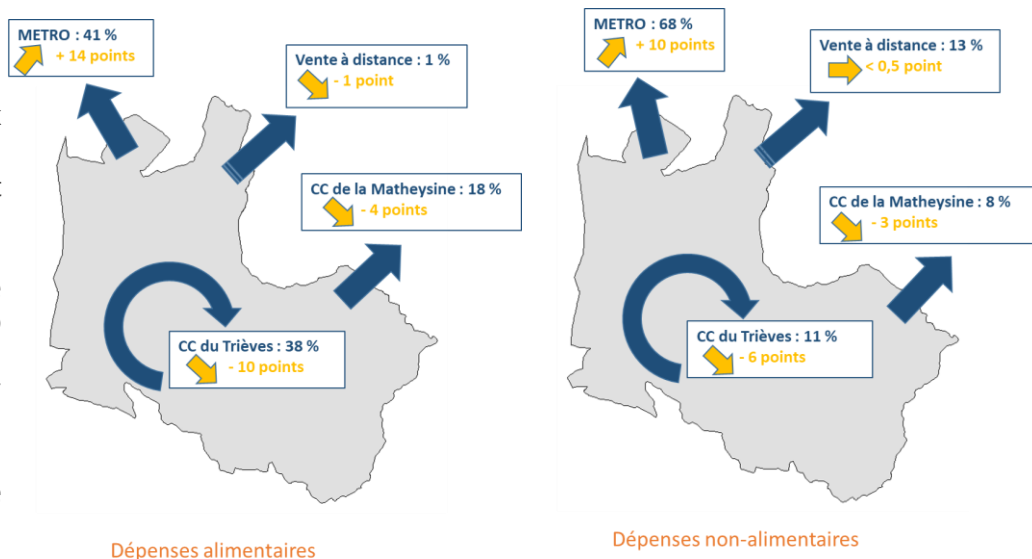 METRO : 41 %
+ 14 points
Vente à distance : 1 %
- 1 point
CC de la Matheysine : 18 %
- 4 points
CC du Trièves : 38 %
- 10 points
Dépenses alimentaires
METRO : 68 %
+ 10 points
Vente à distance : 13 %
< 0,5 point
CC de la Matheysine : 8 %
- 3 points
CC du Trièves : 11 %
- 6 points
Dépenses non-alimentaires